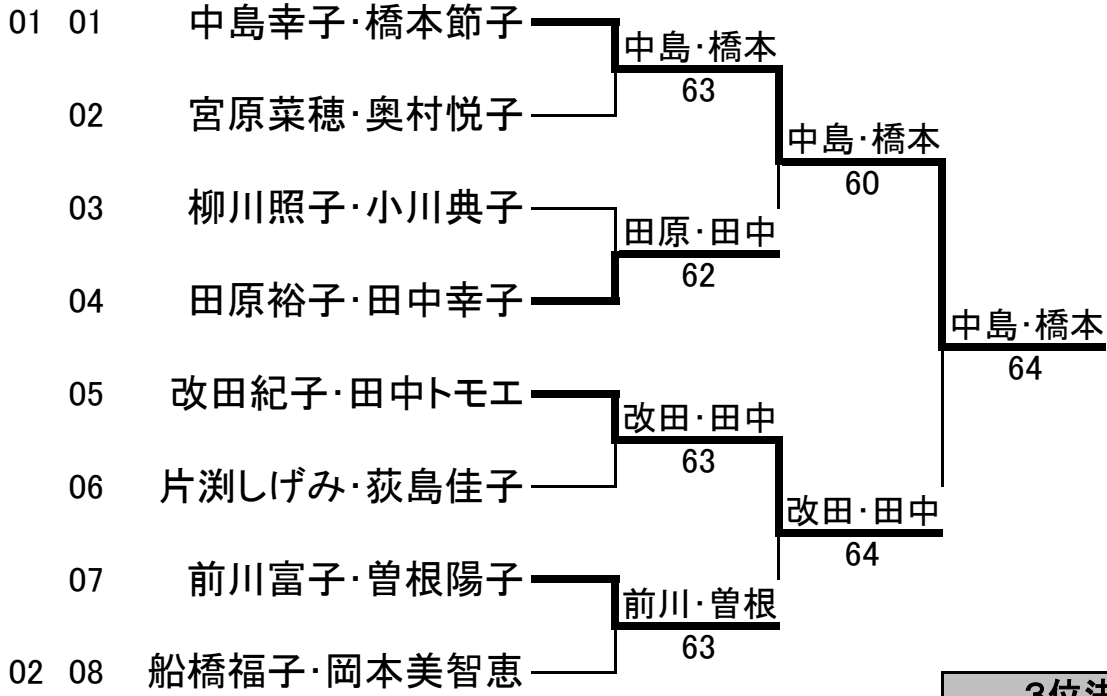 01 01 中島幸子・橋本節子
中島・橋本
63
02 宮原菜穂・奥村悦子
中島・橋本
60
03 柳川照子・小川典子
田原・田中
62
04 田原裕子・田中幸子
中島・橋本
64
05 改田紀子・田中トモエ
改田・田中
63
06 片渕しげみ・荻島佳子
改田・田中
64
07 前川富子・曽根陽子
前川・曽根
63
02 08 船橋福子・岡本美智恵
3位